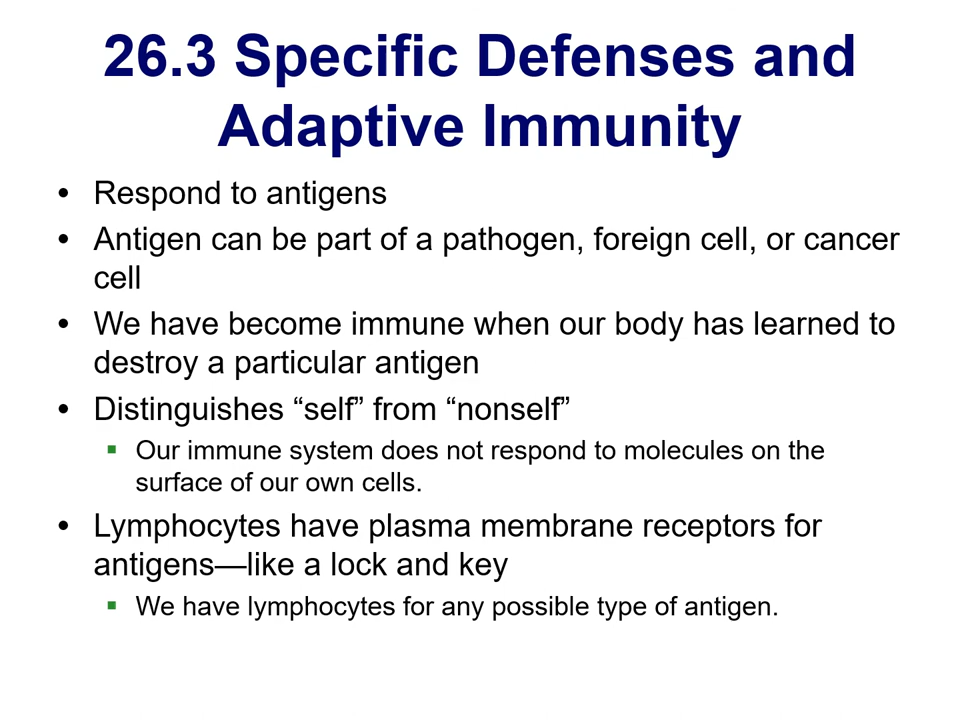 26.3 Specific Defenses and
Adaptive Immunity
• Respond to antigens
• Antigen can be part of a pathogen, foreign cell, or cancer
cell
• We have become immune when our body has learned to
destroy a particular antigen
• Distinguishes “self” from “nonself”
▪ Our immune system does not respond to molecules on the
surface of our own cells.
• Lymphocytes have plasma membrane receptors for
antigens—like a lock and key
▪ We have lymphocytes for any possible type of antigen.